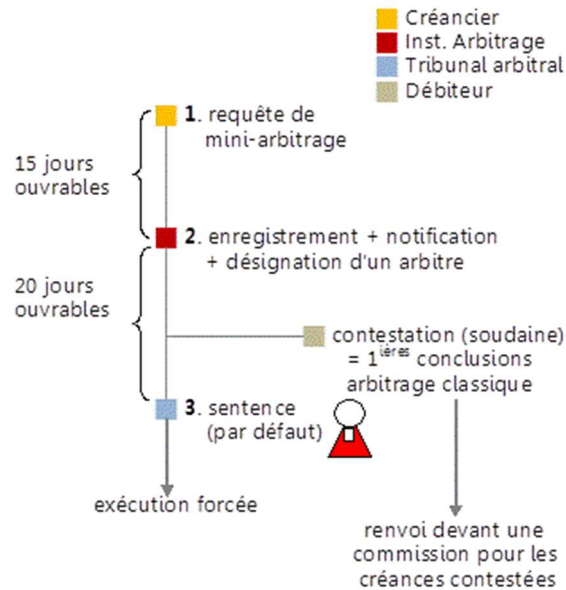 Créancier
Inst. Arbitrage
Tribunal arbitral
Débiteur
1. requête de
mini-arbitrage
15 jours
ouvrables
2. enregistrement + notification
+ désignation d'un arbitre
20 jours
ouvrables
contestation (soudaine)
= 1ières conclusions
arbitrage classique
3. sentence
(par défaut)
exécution forcée
renvoi devant une
commission pour les
créances contestées